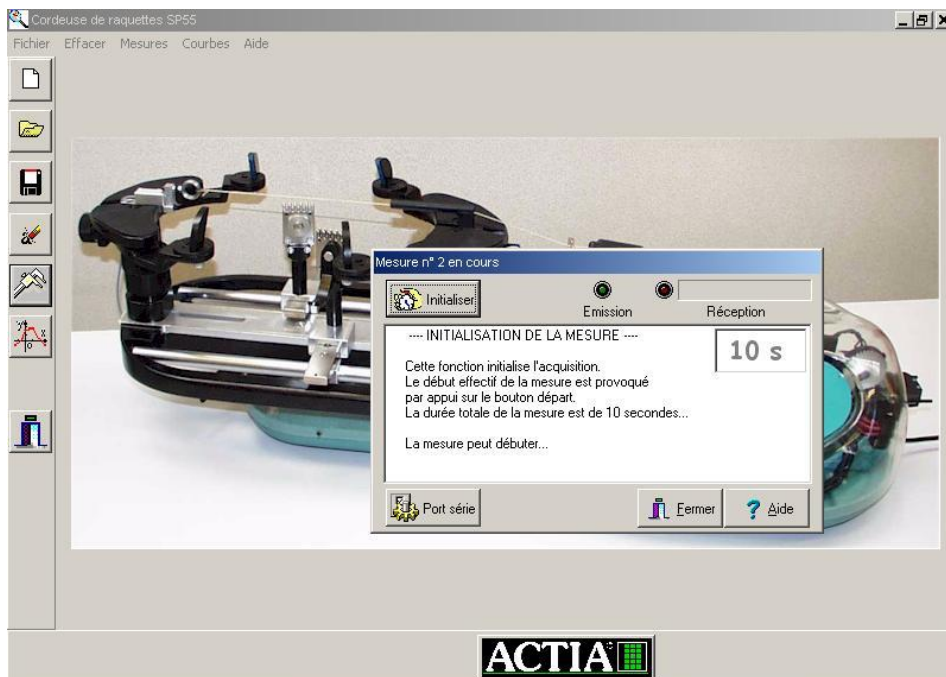 Cordeuse de raquettes SP55
Fichier Effacer Mesures Courbes Aide
Mesure n° 2 en cours
Initialiser
Emission
Réception
---- INITIALISATION DE LA MESURE ----
10 s
Cette fonction initialise l'acquisition.
Le début effectif de la mesure est provoqué
par appui sur le bouton départ.
La durée totale de la mesure est de 10 secondes...
La mesure peut débuter...
Port série
Fermer
Aide
ACTIA